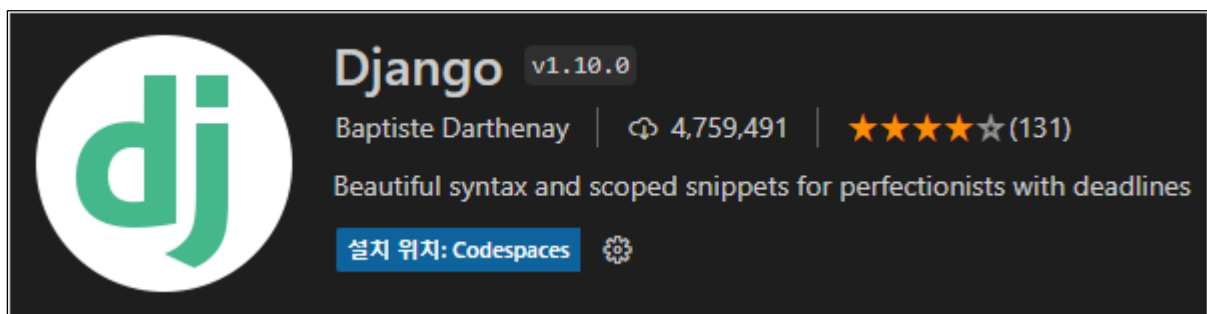 dj
Django v1.10.0
Baptiste Darthenay 4,759,491 (131)
Beautiful syntax and scoped snippets for perfectionists with deadlines
설치 위치: Codespaces